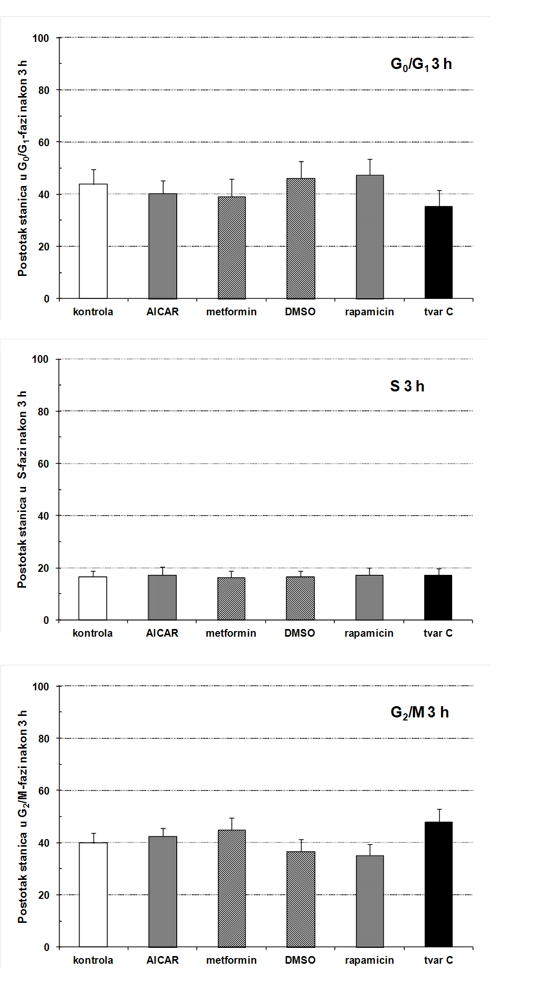 G0/G1 3 h
Postotak stanica u G0/G1-fazi nakon 3 h
100
80
60
40
20
0
kontrola AICAR metformin DMSO rapamicin tvar C
S 3 h
Postotak stanica u S-fazi nakon 3 h
100
80
60
40
20
0
kontrola AICAR metformin DMSO rapamicin tvar C
G2/M 3 h
Postotak stanica u G2/M-fazi nakon 3 h
100
80
60
40
20
0
kontrola AICAR metformin DMSO rapamicin tvar C